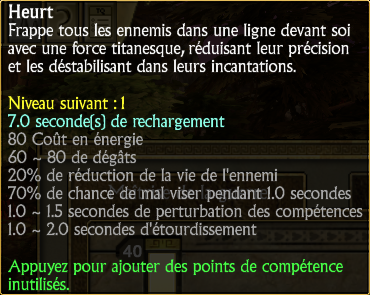 Heurt
Frappe tous les ennemis dans une ligne devant soi
avec une force titanesque, réduisant leur précision
et les déstabilisant dans leurs incantations.
Niveau suivant : 1
7.0 seconde(s) de rechargement
80 Coût en énergie
60 ~ 80 de dégâts
20% de réduction de la vie de l'ennemi
70% de chance de mal viser pendant 1.0 secondes
1.0 ~ 1.5 secondes de perturbation des compétences
1.0 ~ 2.0 secondes d'étourdissement
40
Appuyez pour ajouter des points de compétence
inutilisés.